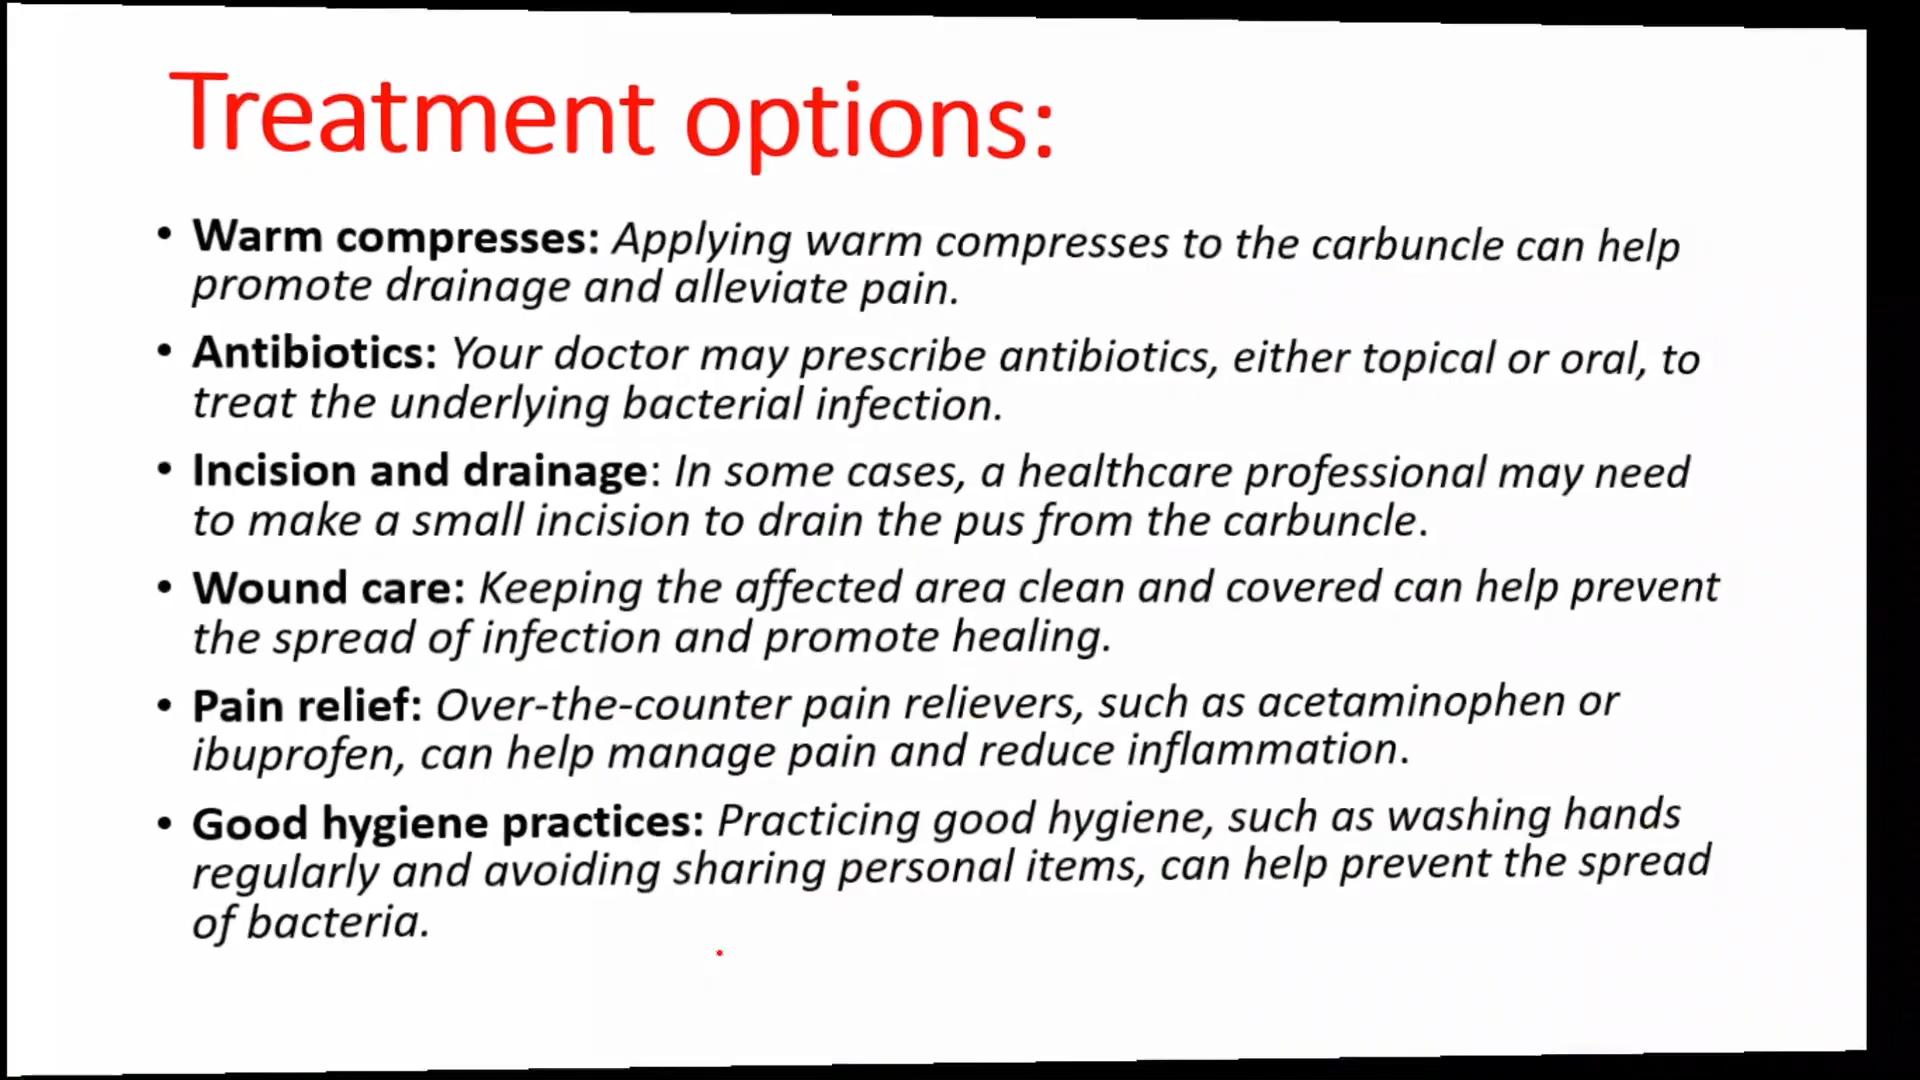 Treatment options:
• Warm compresses: Applying warm compresses to the carbuncle can help
promote drainage and alleviate pain.
• Antibiotics: Your doctor may prescribe antibiotics, either topical or oral, to
treat the underlying bacterial infection.
• Incision and drainage: In some cases, a healthcare professional may need
to make a small incision to drain the pus from the carbuncle.
• Wound care: Keeping the affected area clean and covered can help prevent
the spread of infection and promote healing.
• Pain relief: Over-the-counter pain relievers, such as acetaminophen or
ibuprofen, can help manage pain and reduce inflammation.
• Good hygiene practices: Practicing good hygiene, such as washing hands
regularly and avoiding sharing personal items, can help prevent the spread
of bacteria.